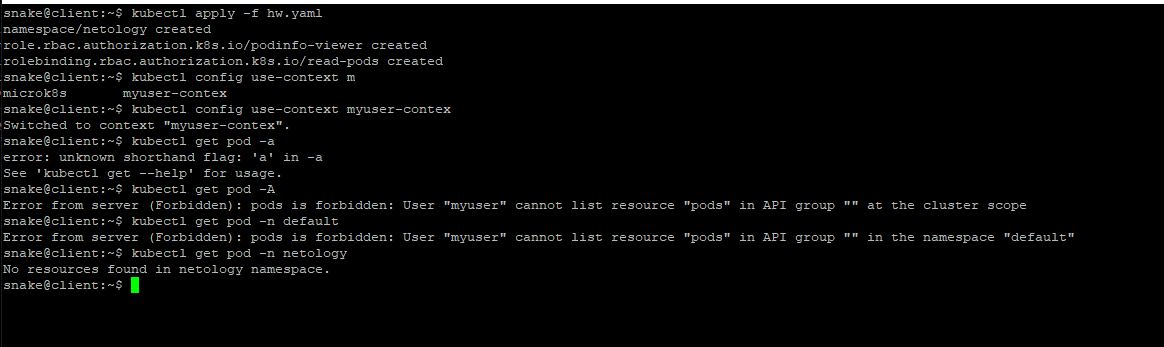 snake@client:~$ kubectl apply -f hw.yaml
namespace/netology created
role.rbac.authorization.k8s.io/podinfo-viewer created
rolebinding.rbac.authorization.k8s.io/read-pods created
snake@client:~$ kubectl config use-context m
microk8s       myuser-contex
snake@client:~$ kubectl config use-context myuser-contex
Switched to context "myuser-contex".
snake@client:~$ kubectl get pod -a
error: unknown shorthand flag: 'a' in -a
See 'kubectl get --help' for usage.
snake@client:~$ kubectl get pod -A
Error from server (Forbidden): pods is forbidden: User "myuser" cannot list resource "pods" in API group "" at the cluster scope
snake@client:~$ kubectl get pod -n default
Error from server (Forbidden): pods is forbidden: User "myuser" cannot list resource "pods" in API group "" in the namespace "default"
snake@client:~$ kubectl get pod -n netology
No resources found in netology namespace.
snake@client:~$